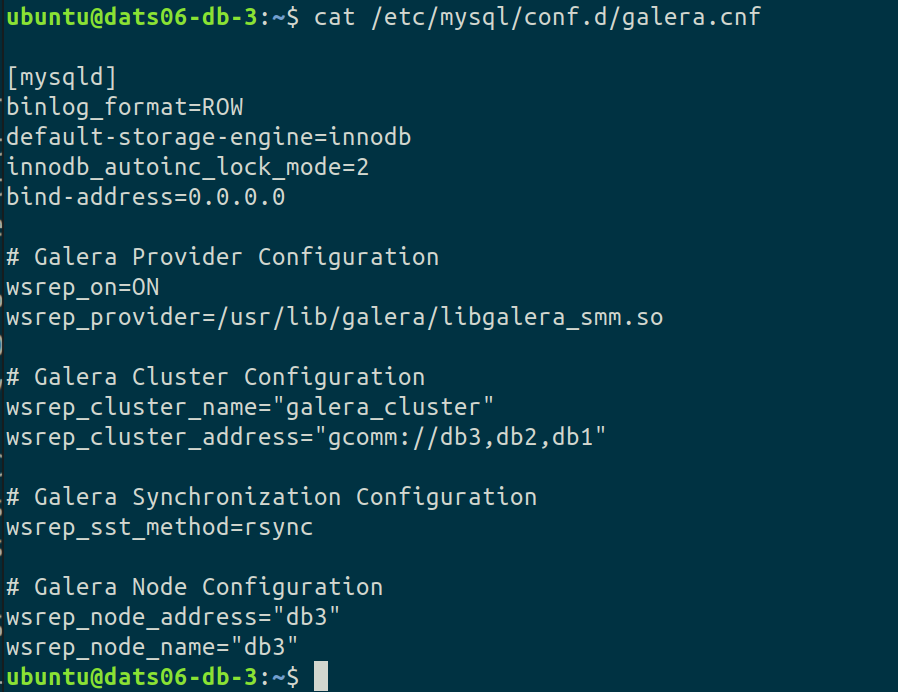 ubuntu@dats06-db-3:~$ cat /etc/mysql/conf.d/galera.cnf
[mysqld]
binlog_format=ROW
default-storage-engine=innodb
innodb_autoinc_lock_mode=2
bind-address=0.0.0.0
# Galera Provider Configuration
wsrep_on=ON
wsrep_provider=/usr/lib/galera/libgalera_smm.so
# Galera Cluster Configuration
wsrep_cluster_name="galera_cluster"
wsrep_cluster_address="gcomm://db3,db2,db1"
# Galera Synchronization Configuration
wsrep_sst_method=rsync
# Galera Node Configuration
wsrep_node_address="db3"
wsrep_node_name="db3"
ubuntu@dats06-db-3:~$